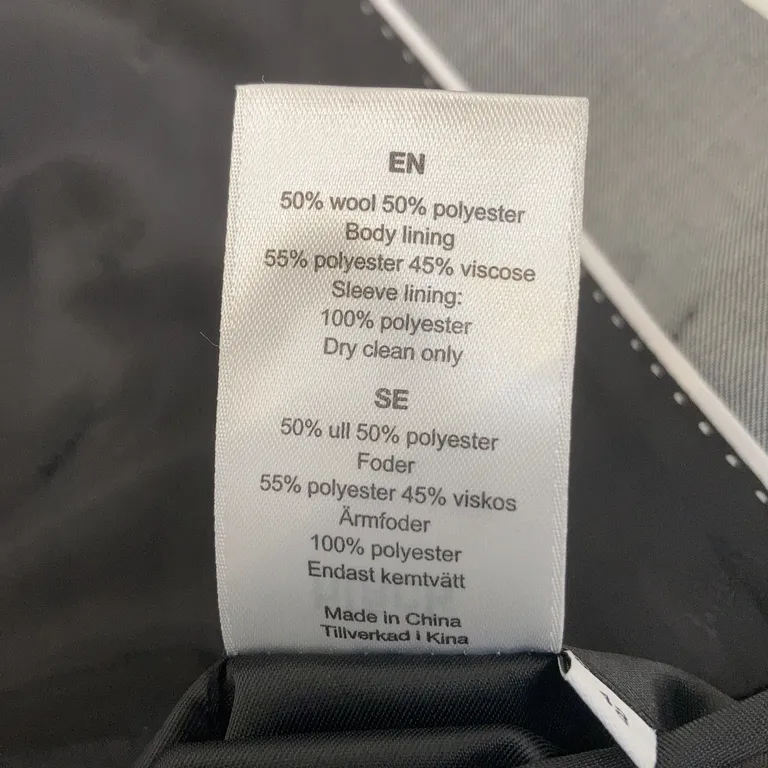 EN
50% wool 50% polyester
Body lining
55% polyester 45% viscose
Sleeve lining:
100% polyester
Dry clean only
SE
50% ull 50% polyester
Foder
55% polyester 45% viskos
Ärmfoder
100% polyester
Endast kemtvätt
Made in China
Tillverkad i Kina